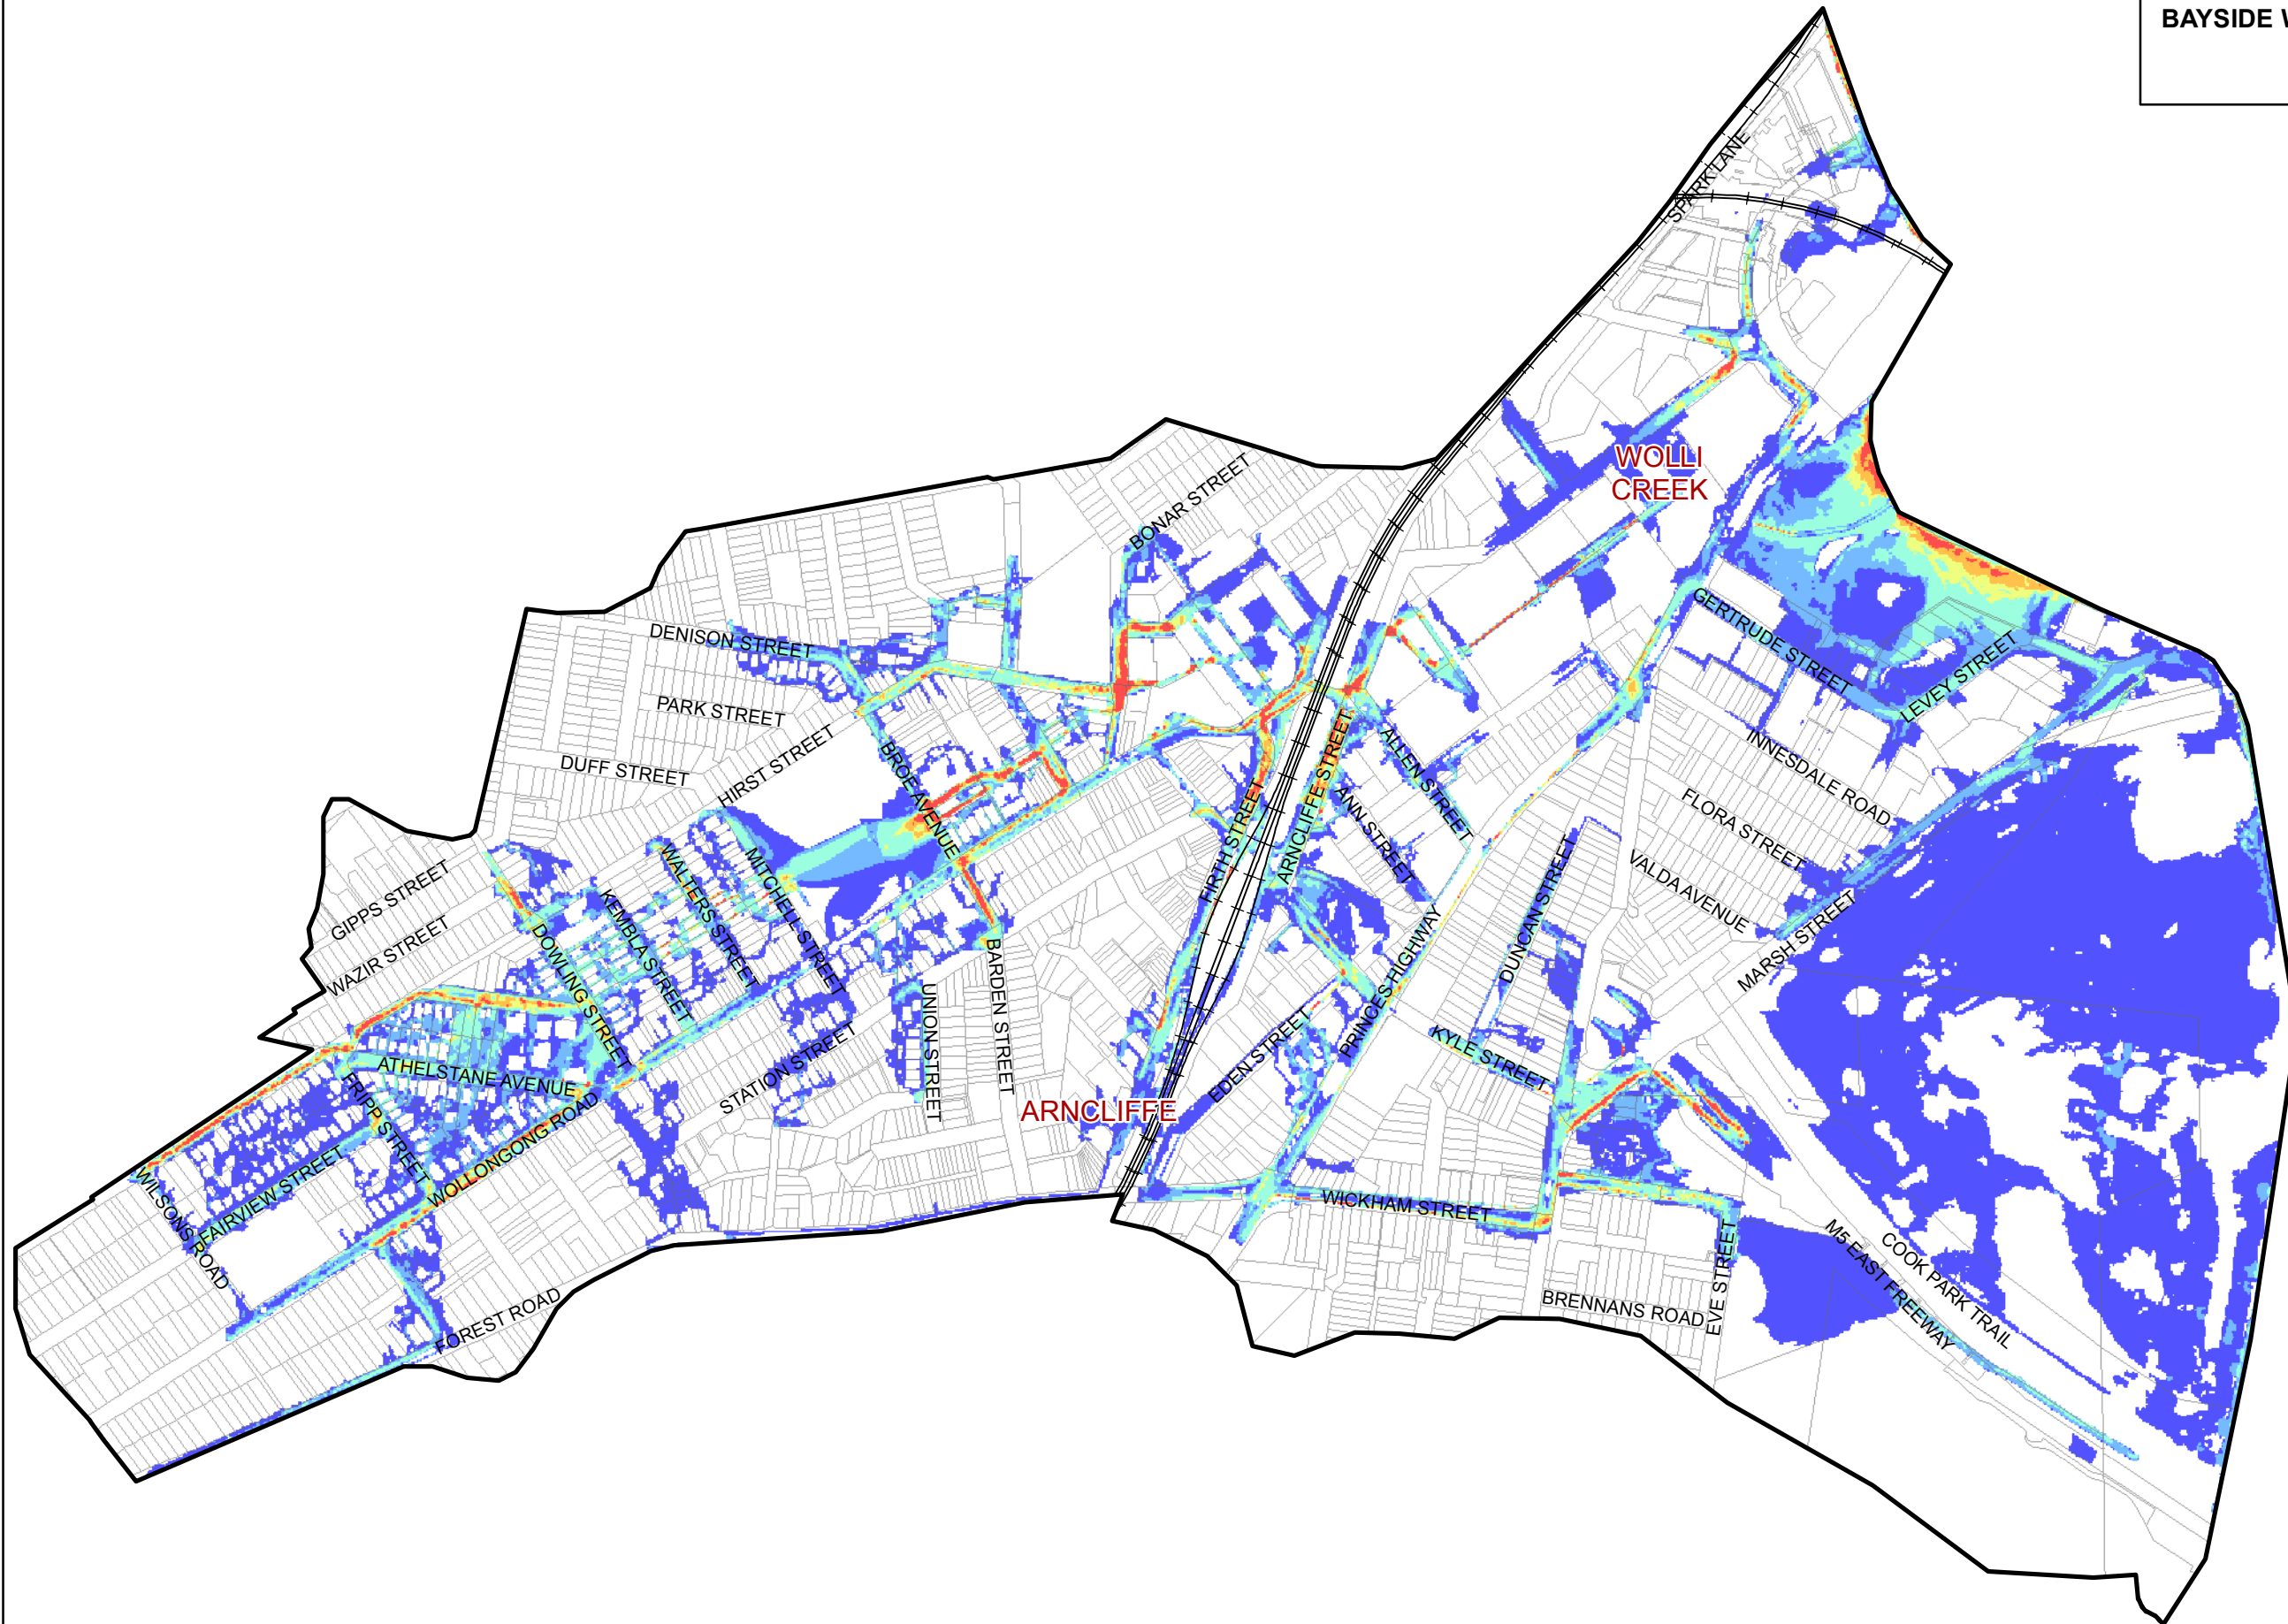 BAYSIDE W
SPARK LANE
WOLLI
CREEK
BONAR STREET
DENISON STREET
GERTRUDE STREET
LEVEY STREET
PARK STREET
HIRST STREET
DUFF STREET
BROE AVENUE
ALLEN STREET
INNESDALE ROAD
FLORA STREET
ARNCLIFFE STREET
FIRTH STREET
ANN STREET
VALDA AVENUE
DUNCAN STREET
MARSH STREET
GIPPS STREET
WAZIR STREET
WALTERS STREET
MITCHELL STREET
KEMBLA STREET
DOWLING STREET
BARDEN STREET
UNION STREET
PRINCES HIGHWAY
EDEN STREET
KYLE STREET
STATION STREET
ATHELSTANE AVENUE
FRIPP STREET
ARNCLIFFE
WOLLONGONG ROAD
FAIRVIEW STREET
WILSONS ROAD
WICKHAM STREET
EVE STREET
M5 EAST FREEWAY
COOK PARK TRAIL
BRENNANS ROAD
FOREST ROAD